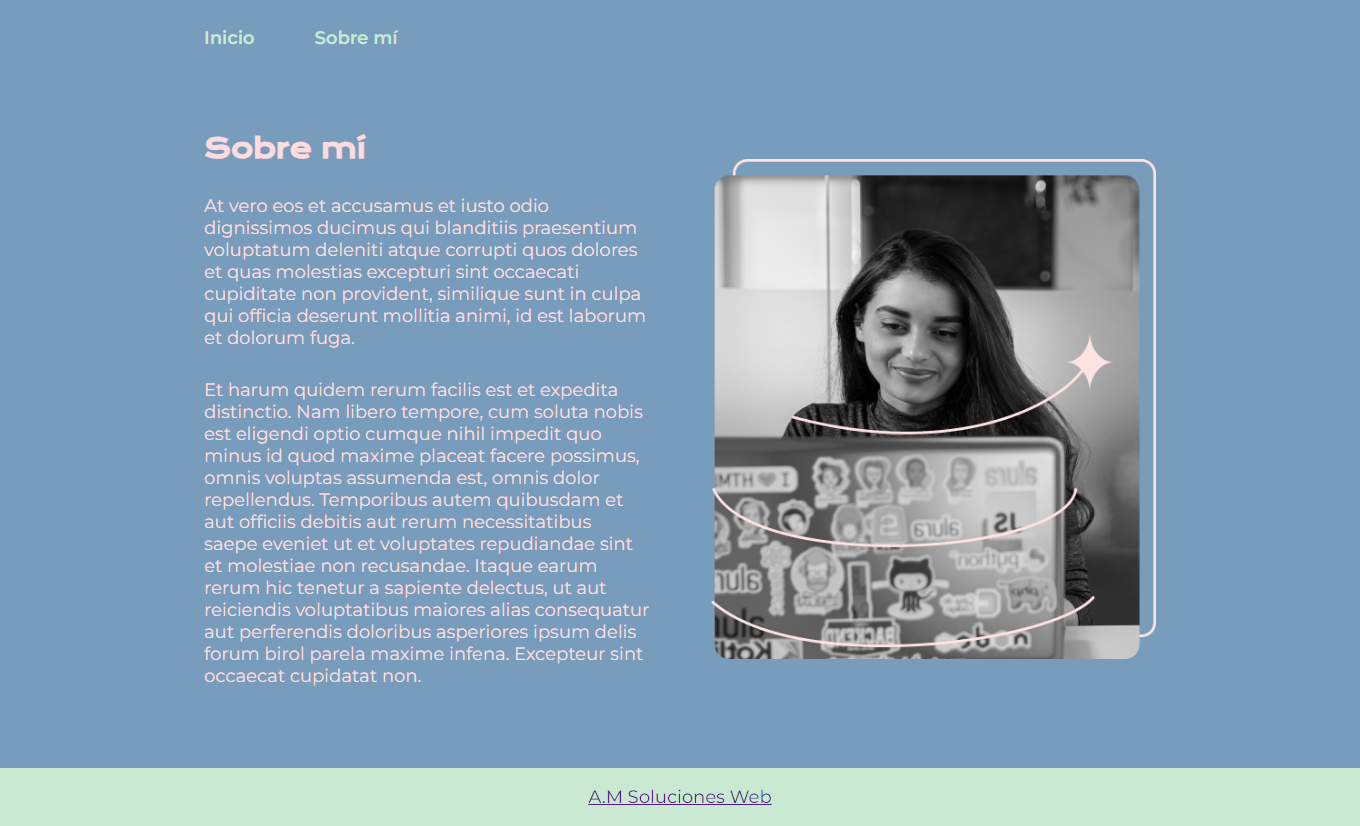 Inicio
Sobre mí
Sobre mí
At vero eos et accusamus et iusto odio
dignissimos ducimus qui blanditiis praesentium
voluptatum deleniti atque corrupti quos dolores
et quas molestias excepturi sint occaecati
cupiditate non provident, similique sunt in culpa
qui officia deserunt mollitia animi, id est laborum
et dolorum fuga.
Et harum quidem rerum facilis est et expedita
distinctio. Nam libero tempore, cum soluta nobis
est eligendi optio cumque nihil impedit quo
minus id quod maxime placeat facere possimus,
omnis voluptas assumenda est, omnis dolor
repellendus. Temporibus autem quibusdam et
aut officiis debitis aut rerum necessitatibus
saepe eveniet ut et voluptates repudiandae sint
et molestiae non recusandae. Itaque earum
rerum hic tenetur a sapiente delectus, ut aut
reiciendis voluptatibus maiores alias consequatur
aut perferendis doloribus asperiores ipsum delis
forum birol parela maxime infena. Excepteur sint
occaecat cupidatat non.
I
alura
alura
JS
python
php
BACKEND
node
A.M Soluciones Web